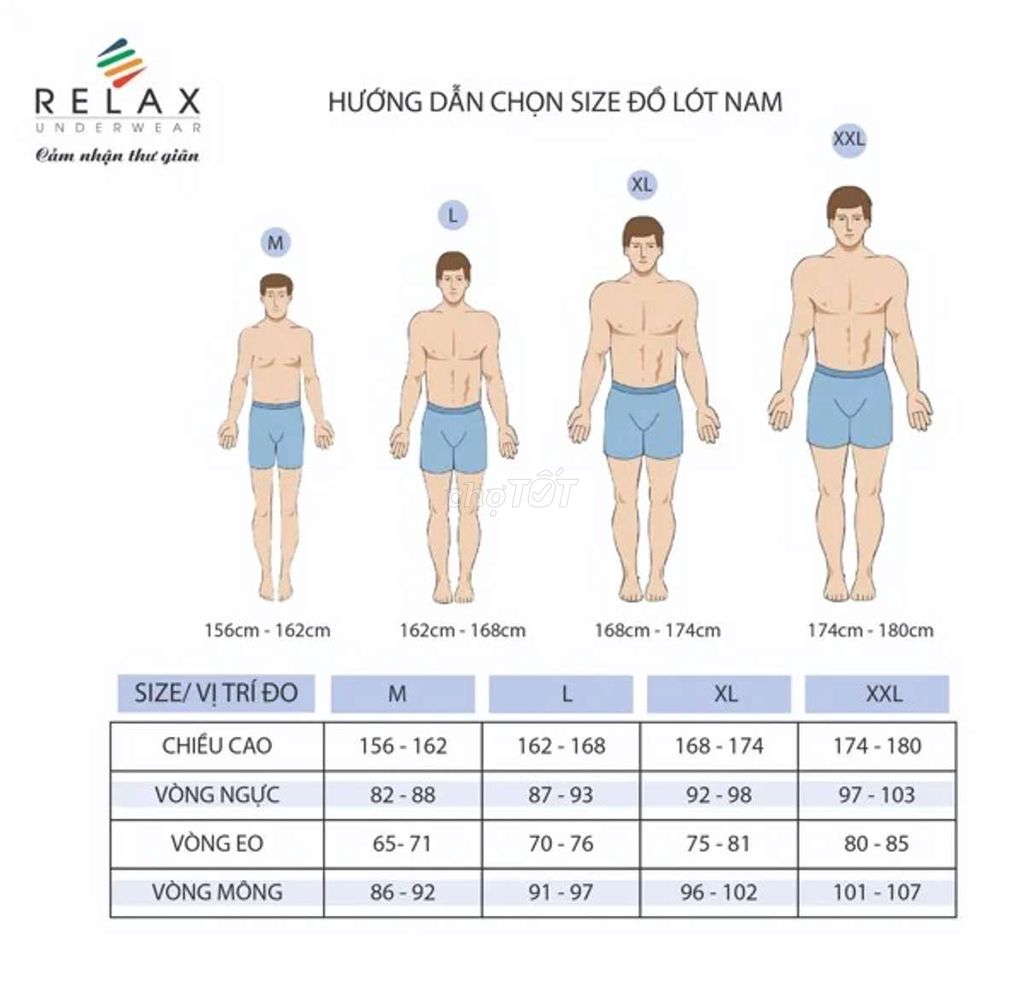 RELAX
UNDERWEAR
Cảm nhận thư giãn
HƯỚNG DẪN CHỌN SIZE ĐỒ LÓT NAM
M
L
XL
XXL
chợTỐT
156cm - 162cm
162cm - 168cm
168cm - 174cm
174cm - 180cm
SIZE/ VỊ TRÍ ĐO M L XL XXL
CHIỀU CAO 156 - 162 162 - 168 168 - 174 174 - 180
VÒNG NGỰC 82 - 88 87 - 93 92 - 98 97 - 103
VÒNG EO 65- 71 70 - 76 75 - 81 80 - 85
VÒNG MÔNG 86 - 92 91 - 97 96 - 102 101 - 107